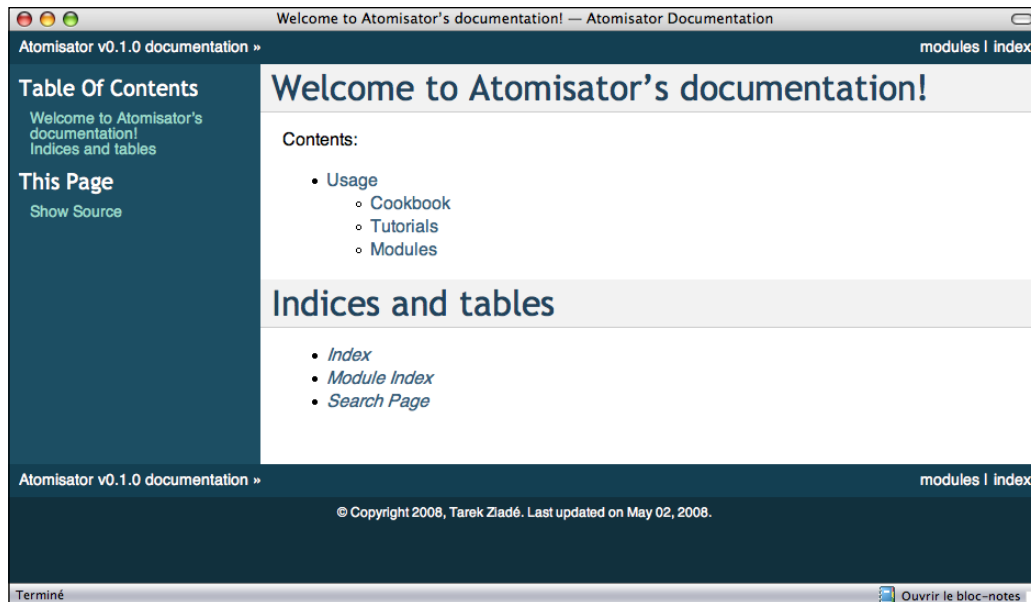 Welcome to Atomisator's documentation! — Atomisator Documentation
Atomisator v0.1.0 documentation »
modules | index
Table Of Contents
Welcome to Atomisator's
documentation!
Indices and tables
This Page
Show Source
Welcome to Atomisator's documentation!
Contents:
• Usage
◦ Cookbook
◦ Tutorials
◦ Modules
Indices and tables
• Index
• Module Index
• Search Page
Atomisator v0.1.0 documentation »
modules | index
© Copyright 2008, Tarek Ziadé. Last updated on May 02, 2008.
Terminé
Ouvrir le bloc-notes